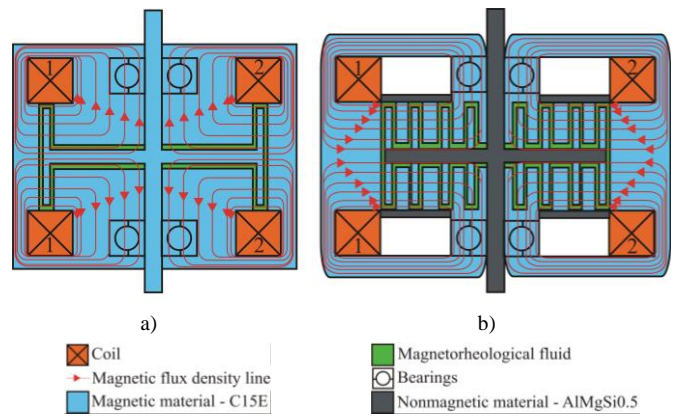 1
2
1
2
1
2
1
2
a)
b)
Coil
Magnetic flux density line
Magnetic material - C15E
Magnetorheological fluid
Bearings
Nonmagnetic material - AlMgSi0.5